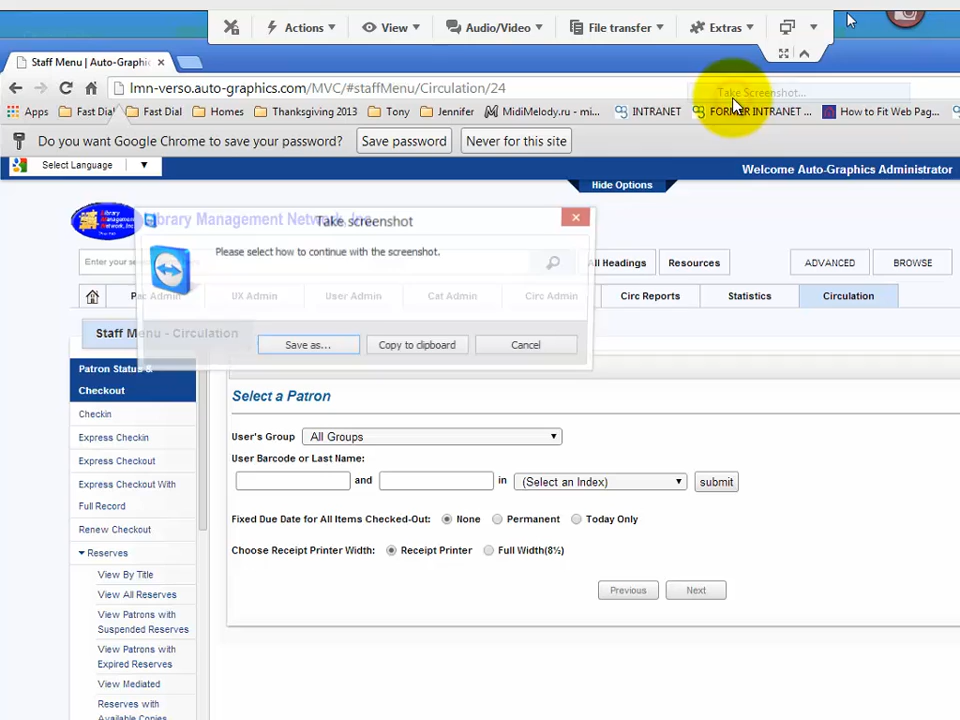 Actions View Audio/Video File transfer Extras
Staff Menu | Auto-Graphic
lmn-verso.auto-graphics.com/MVC/#staffMenu/Circulation/24
Take Screenshot...
Apps Fast Dial Fast Dial Homes Thanksgiving 2013 Tony Jennifer MidiMelody.ru - mi... INTRANET FORMER INTRANET ... How to Fit Web Pag...
Do you want Google Chrome to save your password? Save password Never for this site
Select Language Welcome Auto-Graphics Administrator
Hide Options
Library Management Network, Inc.
Take screenshot
Please select how to continue with the screenshot.
Enter your se All Headings Resources ADVANCED BROWSE
Pac Admin UX Admin User Admin Cat Admin Circ Admin Circ Reports Statistics Circulation
Staff Menu - Circulation
Save as... Copy to clipboard Cancel
Patron Status &
Checkout
Checkin
Express Checkin
Express Checkout
Express Checkout With
Full Record
Renew Checkout
Reserves
View By Title
View All Reserves
View Patrons with
Suspended Reserves
View Patrons with
Expired Reserves
View Mediated
Reserves with
Available Copies
Select a Patron
User's Group All Groups
User Barcode or Last Name:
and in (Select an Index) submit
Fixed Due Date for All Items Checked-Out: None Permanent Today Only
Choose Receipt Printer Width: Receipt Printer Full Width(8½)
Previous Next